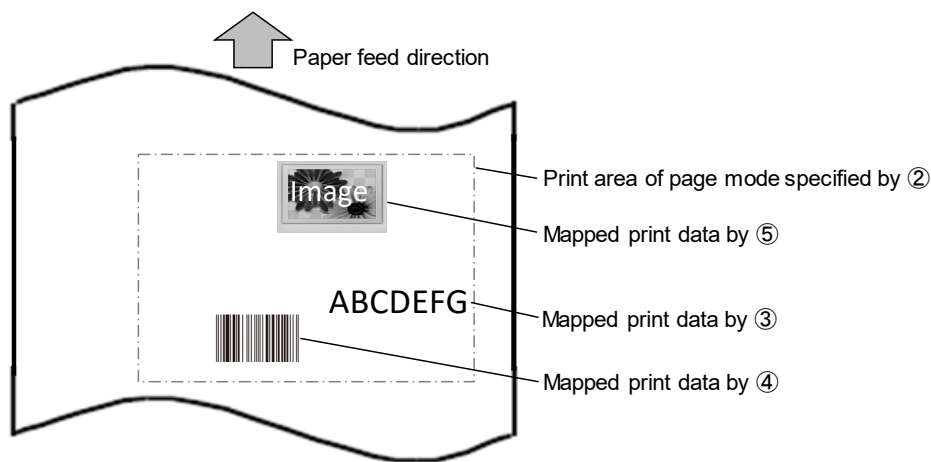 Paper feed direction
Print area of page mode specified by ②
Image
Mapped print data by ⑤
ABCDEFG
Mapped print data by ③
Mapped print data by ④